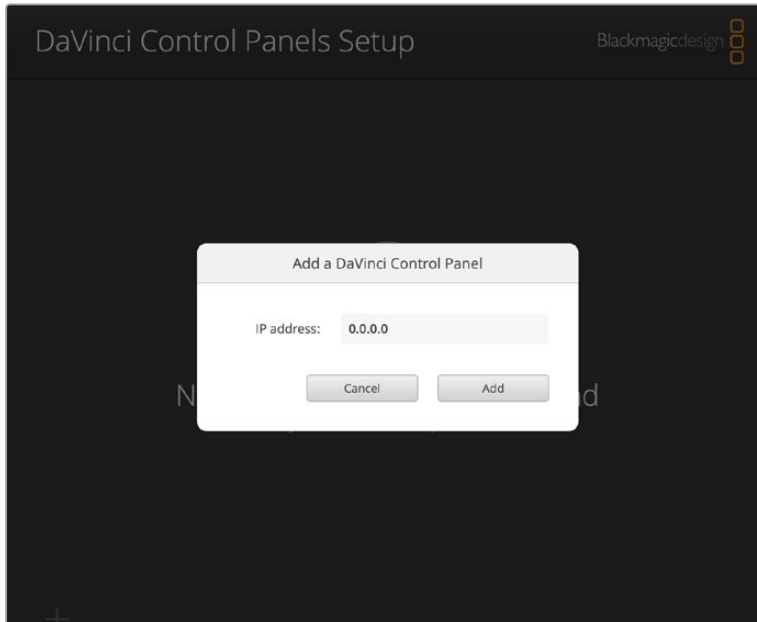 DaVinci Control Panels Setup
Blackmagicdesign
Add a DaVinci Control Panel
IP address: 0.0.0.0
Cancel Add